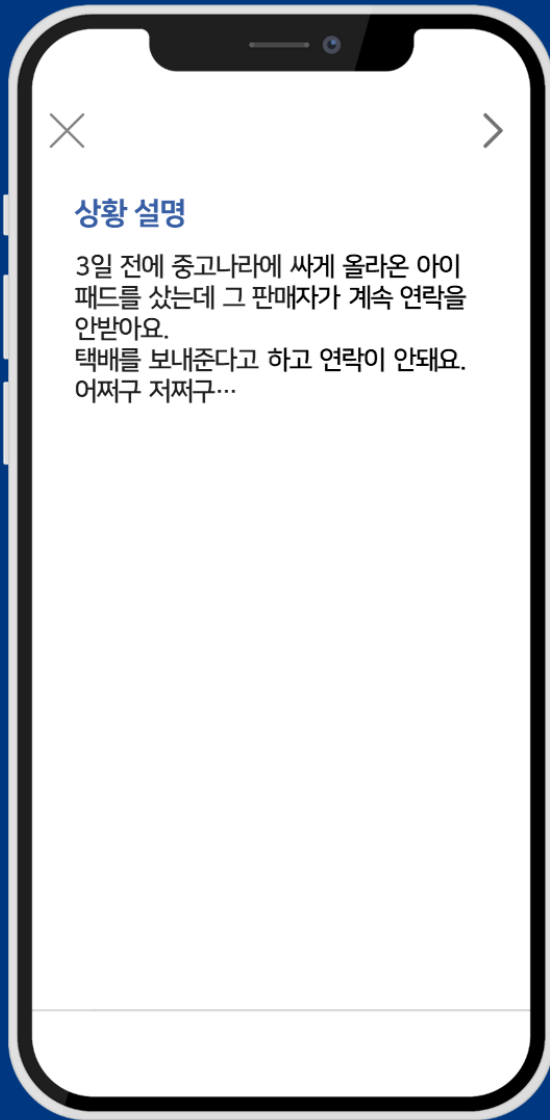 상황 설명
3일 전에 중고나라에 싸게 올라온 아이
패드를 샀는데 그 판매자가 계속 연락을
안받아요.
택배를 보내준다고 하고 연락이 안돼요.
어쩌구 저쩌구…